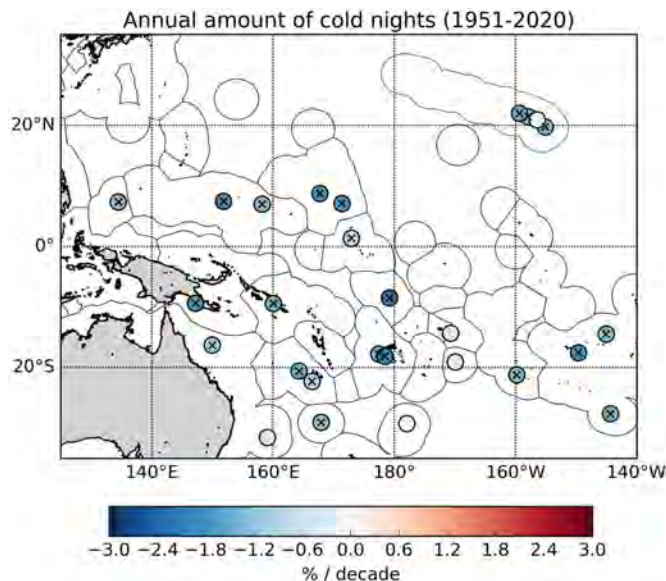 Annual amount of cold nights (1951-2020)
20°N
0°
20°S
140°E 160°E 180° 160°W 140°W
−3.0 −2.4 −1.8 −1.2 −0.6 0.0 0.6 1.2 1.8 2.4 3.0
% / decade